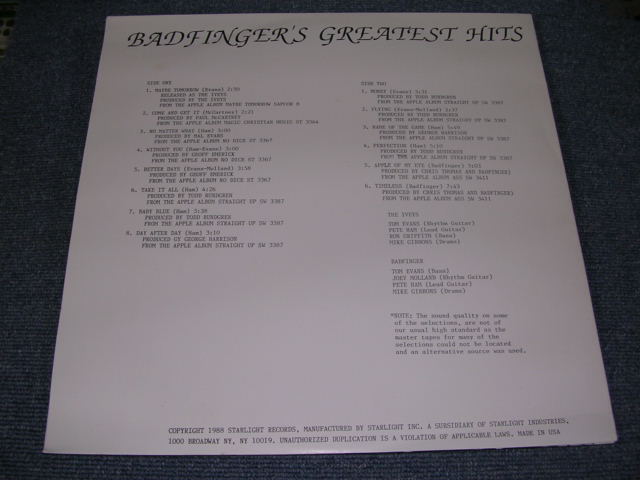 BADFINGER'S GREATEST HITS
SIDE ONE
1. MAYBE TOMORROW (Evans) 2:50
RELEASED AS THE IVEYS
PRODUCED BY THE IVEYS
FROM THE APPLE ALBUM MAYBE TOMORROW SAPCOR 8
2. COME AND GET IT (McCartney) 2:21
PRODUCED BY PAUL McCARTNEY
FROM THE APPLE ALBUM MAGIC CHRISTIAN MUSIC ST 3364
3. NO MATTER WHAT (Ham) 3:00
PRODUCED BY MAL EVANS
FROM THE APPLE ALBUM NO DICE ST 3367
4. WITHOUT YOU (Ham-Evans) 5:00
PRODUCED BY GEOFF EMERICK
FROM THE APPLE ALBUM NO DICE ST 3367
5. BETTER DAYS (Evans-Molland) 3:58
PRODUCED BY GEOFF EMERICK
FROM THE APPLE ALBUM NO DICE ST 3367
6. TAKE IT ALL (Ham) 4:26
PRODUCED BY TODD RUNDGREN
FROM THE APPLE ALBUM STRAIGHT UP SW 3387
7. BABY BLUE (Ham) 3:38
PRODUCED BY TODD RUNDGREN
FROM THE APPLE ALBUM STRAIGHT UP SW 3387
8. DAY AFTER DAY (Ham) 3:10
PRODUCED GY GEORGE HARRISON
FROM THE APPLE ALBUM STRAIGHT UP SW 3387
SIDE TWO
1. MONEY (Evans) 3:31
PRODUCED BY TODD RUNDGREN
FROM THE APPLE ALBUM STRAIGHT UP SW 3387
2. FLYING (Evans-Molland) 2:37
PRODUCED BY TODD RUNDGREN
FROM THE APPLE ALBUM STRAIGHT UP SW 3387
3. NAME OF THE GAME (Ham) 5:49
PRODUCED BY GEORGE HARRISON
FROM THE APPLE ALBUM STRAIGHT UP SW 3387
4. PERFECTION (Ham) 5:10
PRODUCED BY TODD RUNDGREN
FROM THE APPLE ALBUM STRAIGHT UP SW 3387
5. APPLE OF MY EYE (Badfinger) 3:03
PRODUCED BY CHRIS THOMAS AND BADFINGER)
FROM THE APPLE ALBUM ASS SW 3411
6. TIMELESS (Badfinger) 7:43
PRODUCED BY CHRIS THOMAS AND BADFINGER)
FROM THE APPLE ALBUM ASS SW 3411
THE IVEYS
TOM EVANS (Rhythm Guitar)
PETE HAM (Lead Guitar)
RON GRIFFITH (Bass)
MIKE GIBBONS (Drums)
BADFINGER
TOM EVANS (Bass)
JOEY MOLLAND (Rhythm Guitar)
PETE HAM (Lead Guitar)
MIKE GIBBONS (Drums)
*NOTE: The sound quality on some
of the selections, are not of
our usual high standard as the
master tapes for many of the
selections could not be located
and an alternative source was used.
COPYRIGHT 1988 STARLIGHT RECORDS, MANUFACTURED BY STARLIGHT INC. A SUBSIDIARY OF STARLIGHT INDUSTRIES.
1000 BROADWAY NY, NY 10019. UNAUTHORIZED DUPLICATION IS A VIOLATION OF APPLICABLE LAWS. MADE IN USA